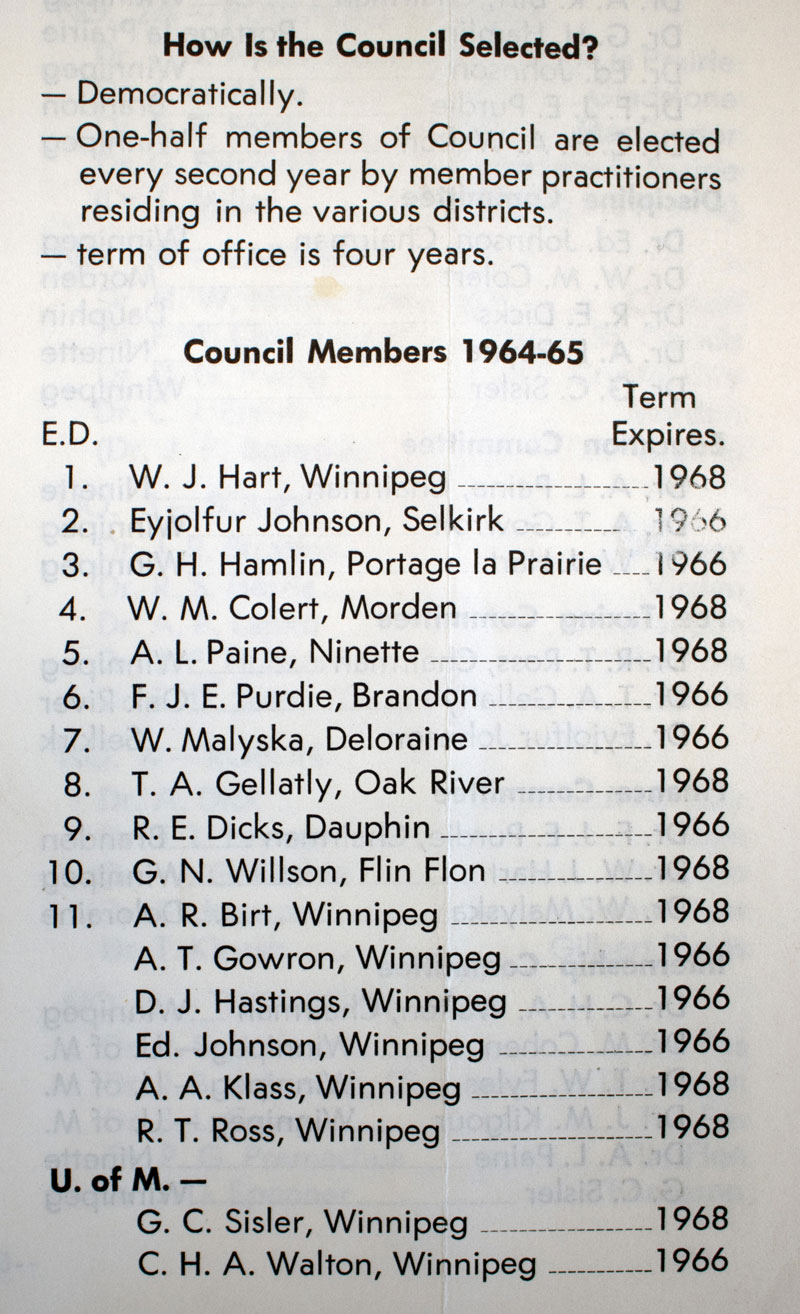 How Is the Council Selected?
— Democratically.
— One-half members of Council are elected
every second year by member practitioners
residing in the various districts.
— term of office is four years.
Council Members 1964-65
Term
E.D. Expires.
1. W. J. Hart, Winnipeg 1968
2. Eyjolfur Johnson, Selkirk 1966
3. G. H. Hamlin, Portage la Prairie 1966
4. W. M. Colert, Morden 1968
5. A. L. Paine, Ninette 1968
6. F. J. E. Purdie, Brandon 1966
7. W. Malyska, Deloraine 1966
8. T. A. Gellatly, Oak River 1968
9. R. E. Dicks, Dauphin 1966
10. G. N. Willson, Flin Flon 1968
11. A. R. Birt, Winnipeg 1968
A. T. Gowron, Winnipeg 1966
D. J. Hastings, Winnipeg 1966
Ed. Johnson, Winnipeg 1966
A. A. Klass, Winnipeg 1968
R. T. Ross, Winnipeg 1968
U. of M. —
G. C. Sisler, Winnipeg 1968
C. H. A. Walton, Winnipeg 1966